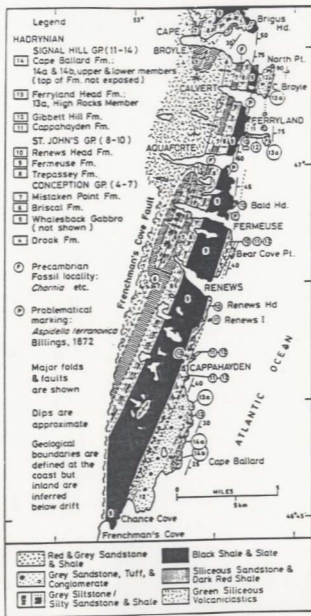 Legend
HADRYNIAN
SIGNAL HILL GP. (11-14)
14 Cape Ballard Fm.:
14a & 14b, upper & lower members
(top of Fm. not exposed)
13 Ferryland Head Fm.:
13a, High Rocks Member
12 Gibbett Hill Fm.
11 Cappahayden Fm.
ST. JOHN'S GP. (8-10)
10 Renews Head Fm.
9 Fermeuse Fm.
8 Trepassey Fm.
CONCEPTION GP. (4-7)
7 Mistaken Point Fm.
6 Briscal Fm.
5 Whalesback Gabbro
(not shown)
4 Drook Fm.
F Precambrian
Fossil locality:
Charnia etc.
P Problematical
marking:
Aspidella terranovica
Billings, 1872
Major folds
& faults
are shown
Dips are
approximate
Geological
boundaries are
defined at the
coast but
inland are
inferred
below drift
53°
CAPE
BROYLE
Brigus
Hd.
North Pt.
CALVERT
C. Broyle
FERRYLAND
AQUAFORTE
47°
Bald Hd.
FERMEUSE
Bear Cove Pt.
Frenchman's Cove Fault
RENEWS
Renews Hd
Renews I
CAPPAHAYDEN
ATLANTIC OCEAN
Cape Ballard
MILES
5 km
46°45'
Chance Cove
Frenchman's Cove
Red & Grey Sandstone
& Shale
Grey Sandstone, Tuff, &
Conglomerate
Grey Siltstone/
Silty Sandstone & Shale
Black Shale & Slate
Siliceous Sandstone &
Dark Red Shale
Green Siliceous
Volcaniclastics